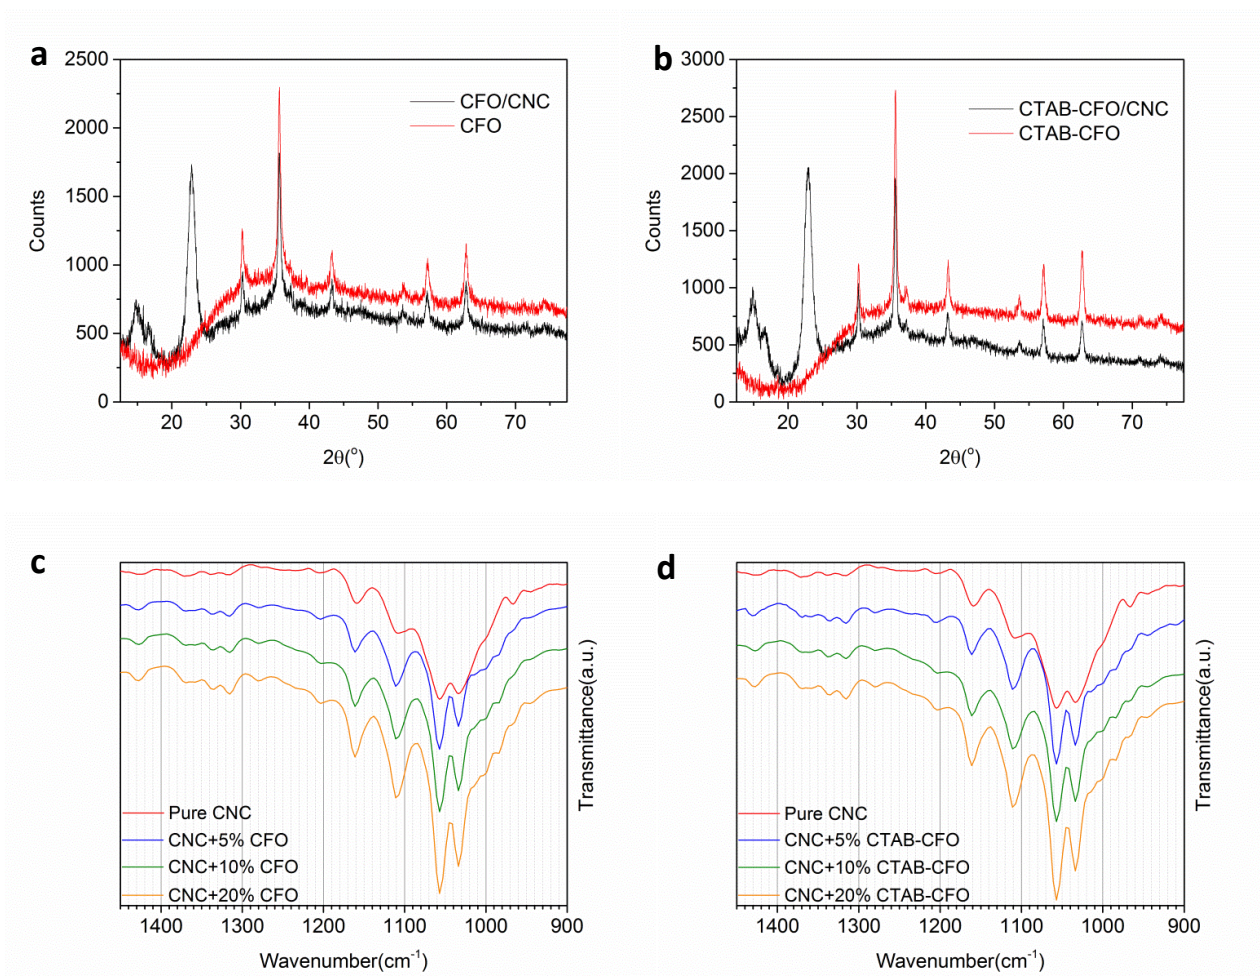 a
2500
2000
1500
1000
500
0
Counts
CFO/CNC
CFO
20 30 40 50 60 70
2θ(°)
b
3000
2500
2000
1500
1000
500
0
Counts
CTAB-CFO/CNC
CTAB-CFO
20 30 40 50 60 70
2θ(°)
c
Pure CNC
CNC+5% CFO
CNC+10% CFO
CNC+20% CFO
1400 1300 1200 1100 1000 900
Wavenumber(cm⁻¹)
Transmittance(a.u.)
d
Pure CNC
CNC+5% CTAB-CFO
CNC+10% CTAB-CFO
CNC+20% CTAB-CFO
1400 1300 1200 1100 1000 900
Wavenumber(cm⁻¹)
Transmittance(a.u.)